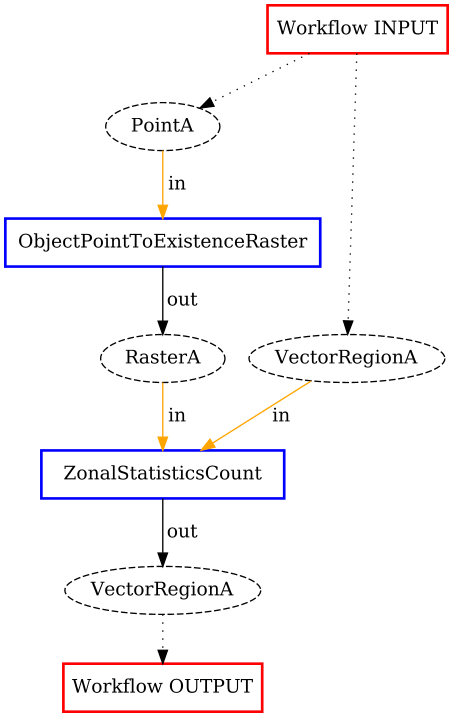 Workflow INPUT
PointA
in
ObjectPointToExistenceRaster
out
RasterA
VectorRegionA
in
in
ZonalStatisticsCount
out
VectorRegionA
Workflow OUTPUT